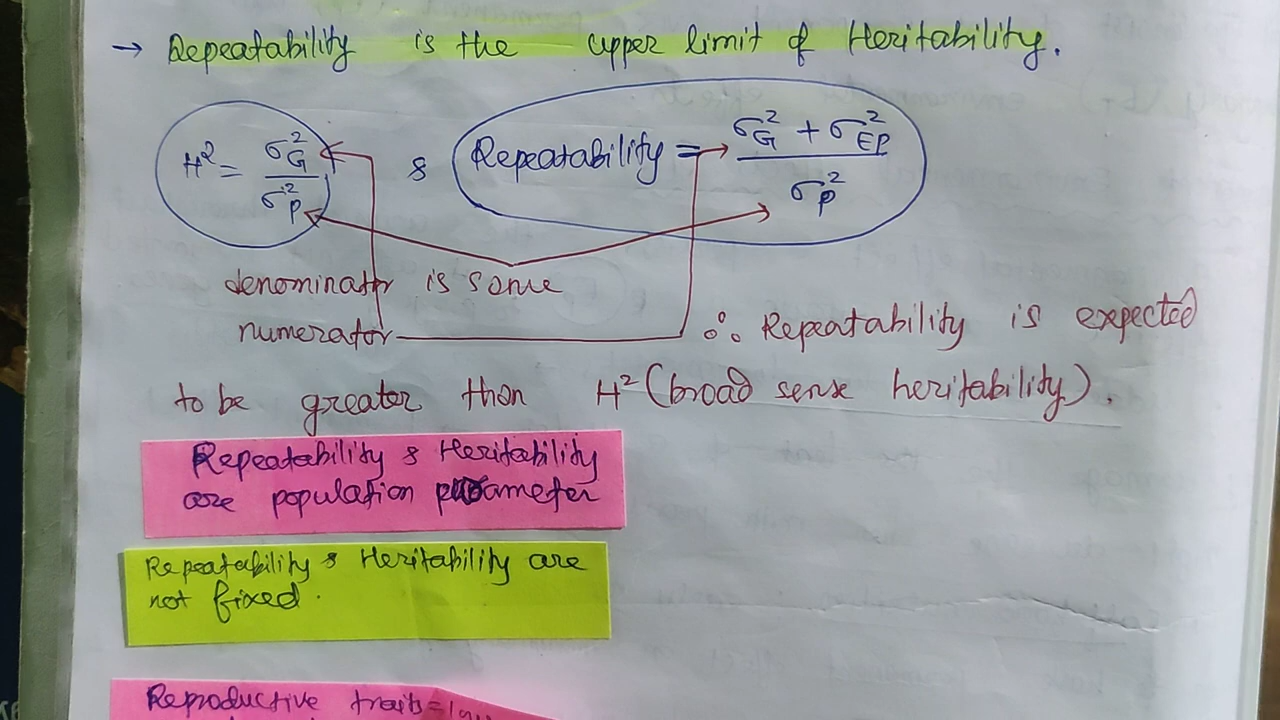 → Repeatability is the upper limit of Heritability.
H² = σ²G / σ²P & Repeatability = σ²G + σ²EP / σ²P
denominator is same
numerator ∴ Repeatability is expected
to be greater than H² (broad sense heritability).
Repeatability & Heritability
are population parameter
Repeatability & Heritability are
not fixed.
Reproductive traits =